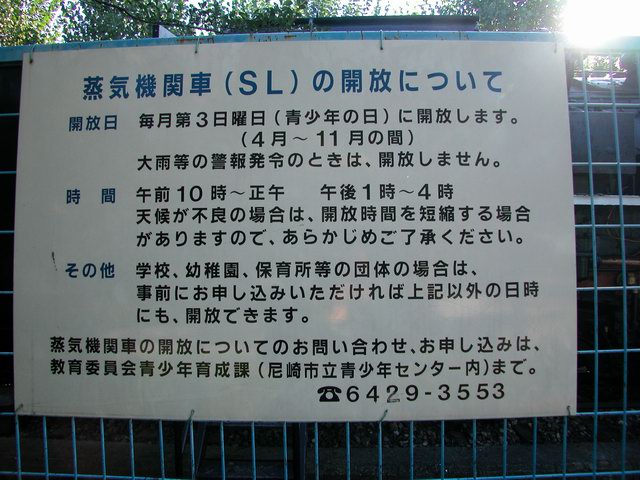 蒸気機関車(SL)の開放について
開放日 毎月第3日曜日(青少年の日)に開放します。
(4月～11月の間)
大雨等の警報発令のときは、開放しません。
時間 午前10時～正午 午後1時～4時
天候が不良の場合は、開放時間を短縮する場合
がありますので、あらかじめご了承ください。
その他 学校、幼稚園、保育所等の団体の場合は、
事前にお申し込みいただければ上記以外の日時
にも、開放できます。
蒸気機関車の開放についてのお問い合わせ、お申し込みは、
教育委員会青少年育成課(尼崎市立青少年センター内)まで。
☎6429-3553